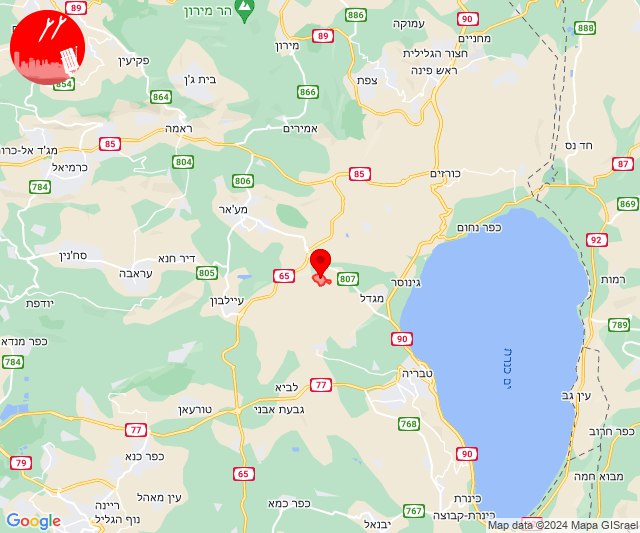 89
הר מירון
90
888
עמוקה
מחניים
89
מירון
חצור הגלילית
פקיעין
ראש פינה
צפת
בית ג'ן
854
866
864
ראמה
אמירים
85
מג'ד אל-כרום
חד נס
804
כרמיאל
87
806
85
כורזים
784
869
מע'אר
כפר נחום
92
סח'נין
דיר חנא
עראבה
805
65
807
גינוסר
רמות
יודפת
עיילבון
מגדל
789
כפר מנדא
90
784
ים כנרת
טבריה
77
לביא
עין גב
טורעאן
גבעת אבני
768
77
כפר חרוב
כפר כנא
90
79
65
מבוא חמה
עין מאהל
כינרת
ריינה
כפר כמא
767
כינרת-קבוצה
נוף הגליל
יבנאל
Google
Map data ©2024 Mapa GISrael